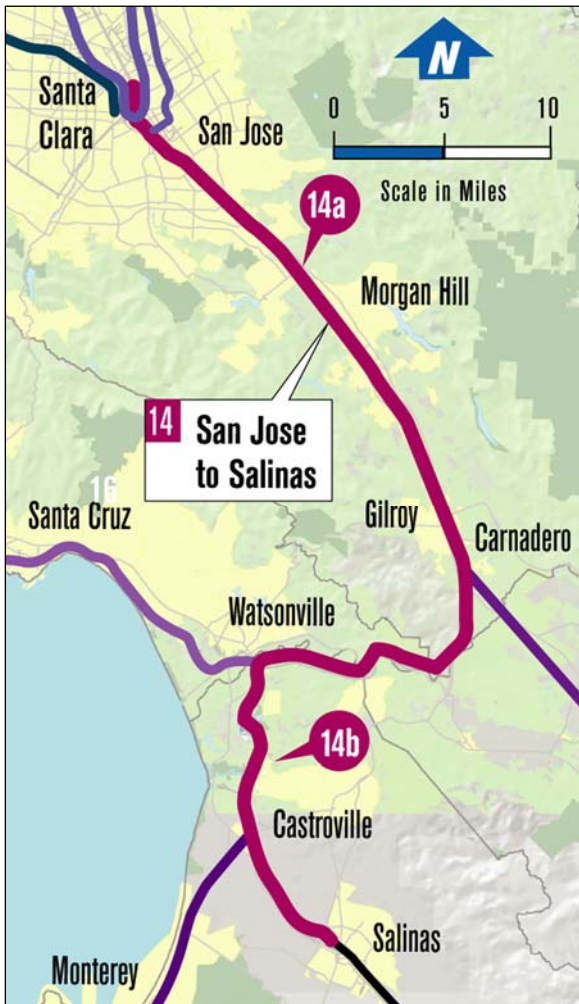 N
Santa
Clara
San Jose
0 5 10
Scale in Miles
14a
Morgan Hill
14 San Jose
to Salinas
16
Santa Cruz
Gilroy
Carnadero
Watsonville
14b
Castroville
Salinas
Monterey